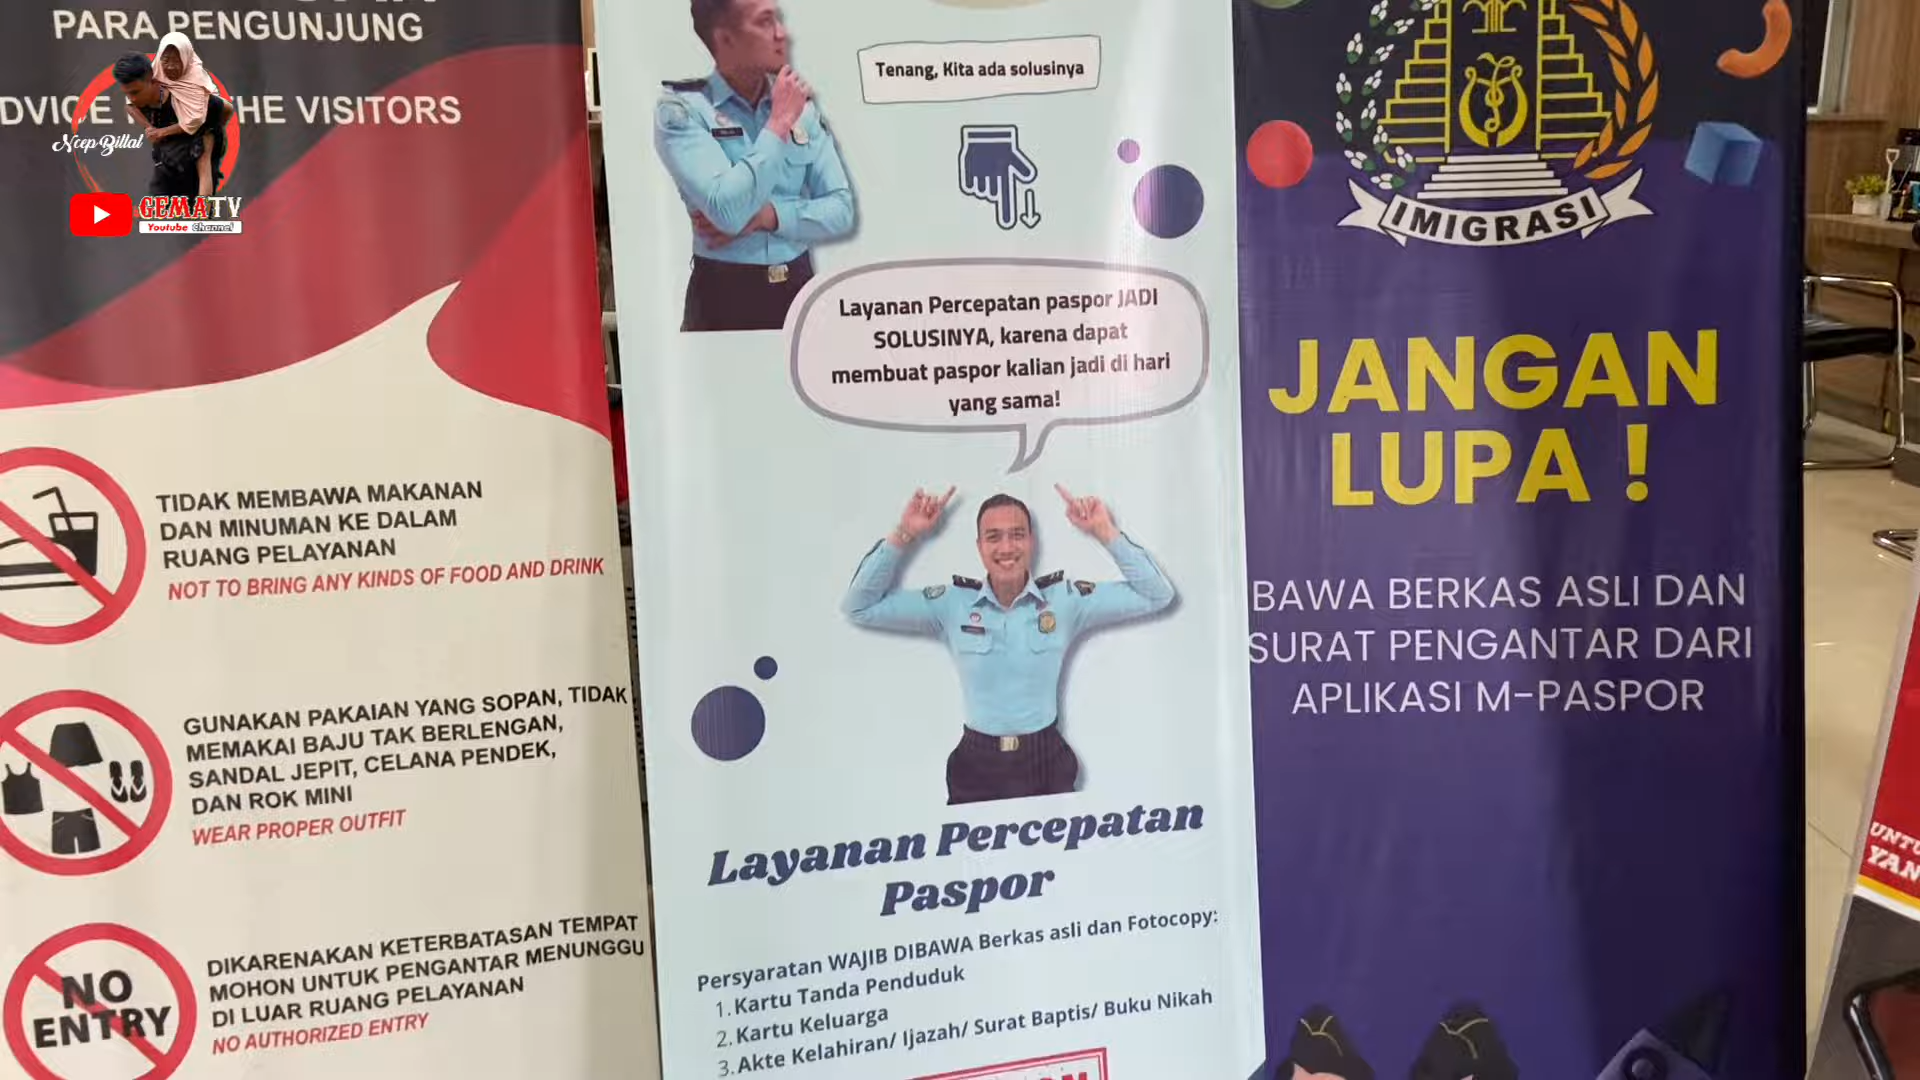 PARA PENGUNJUNG
THE VISITORS
Ncep Billal
GEMA TV
Youtube Channel
TIDAK MEMBAWA MAKANAN
DAN MINUMAN KE DALAM
RUANG PELAYANAN
NOT TO BRING ANY KINDS OF FOOD AND DRINK
GUNAKAN PAKAIAN YANG SOPAN, TIDAK
MEMAKAI BAJU TAK BERLENGAN,
SANDAL JEPIT, CELANA PENDEK,
DAN ROK MINI
WEAR PROPER OUTFIT
NO
ENTRY
DIKARENAKAN KETERBATASAN TEMPAT
MOHON UNTUK PENGANTAR MENUNGGU
DI LUAR RUANG PELAYANAN
NO AUTHORIZED ENTRY
Tenang, Kita ada solusinya
Layanan Percepatan paspor JADI
SOLUSINYA, karena dapat
membuat paspor kalian jadi di hari
yang sama!
Layanan Percepatan
Paspor
Persyaratan WAJIB DIBAWA Berkas asli dan Fotocopy:
1. Kartu Tanda Penduduk
2. Kartu Keluarga
3. Akte Kelahiran/ Ijazah/ Surat Baptis/ Buku Nikah
IMIGRASI
JANGAN
LUPA !
BAWA BERKAS ASLI DAN
SURAT PENGANTAR DARI
APLIKASI M-PASPOR